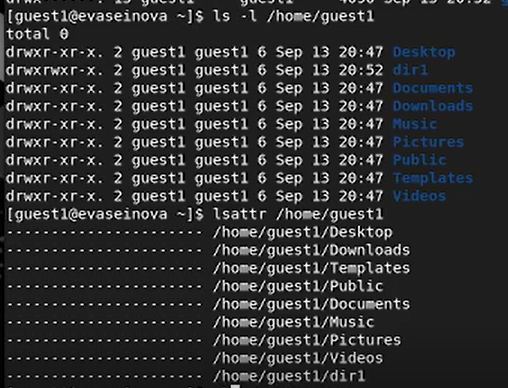 [guest1@evaseinova ~]$ ls -l /home/guest1
total 0
drwxr-xr-x. 2 guest1 guest1 6 Sep 13 20:47 Desktop
drwxrwxr-x. 2 guest1 guest1 6 Sep 13 20:52 dir1
drwxr-xr-x. 2 guest1 guest1 6 Sep 13 20:47 Documents
drwxr-xr-x. 2 guest1 guest1 6 Sep 13 20:47 Downloads
drwxr-xr-x. 2 guest1 guest1 6 Sep 13 20:47 Music
drwxr-xr-x. 2 guest1 guest1 6 Sep 13 20:47 Pictures
drwxr-xr-x. 2 guest1 guest1 6 Sep 13 20:47 Public
drwxr-xr-x. 2 guest1 guest1 6 Sep 13 20:47 Templates
drwxr-xr-x. 2 guest1 guest1 6 Sep 13 20:47 Videos
[guest1@evaseinova ~]$ lsattr /home/guest1
---------------------- /home/guest1/Desktop
---------------------- /home/guest1/Downloads
---------------------- /home/guest1/Templates
---------------------- /home/guest1/Public
---------------------- /home/guest1/Documents
---------------------- /home/guest1/Music
---------------------- /home/guest1/Pictures
---------------------- /home/guest1/Videos
---------------------- /home/guest1/dir1